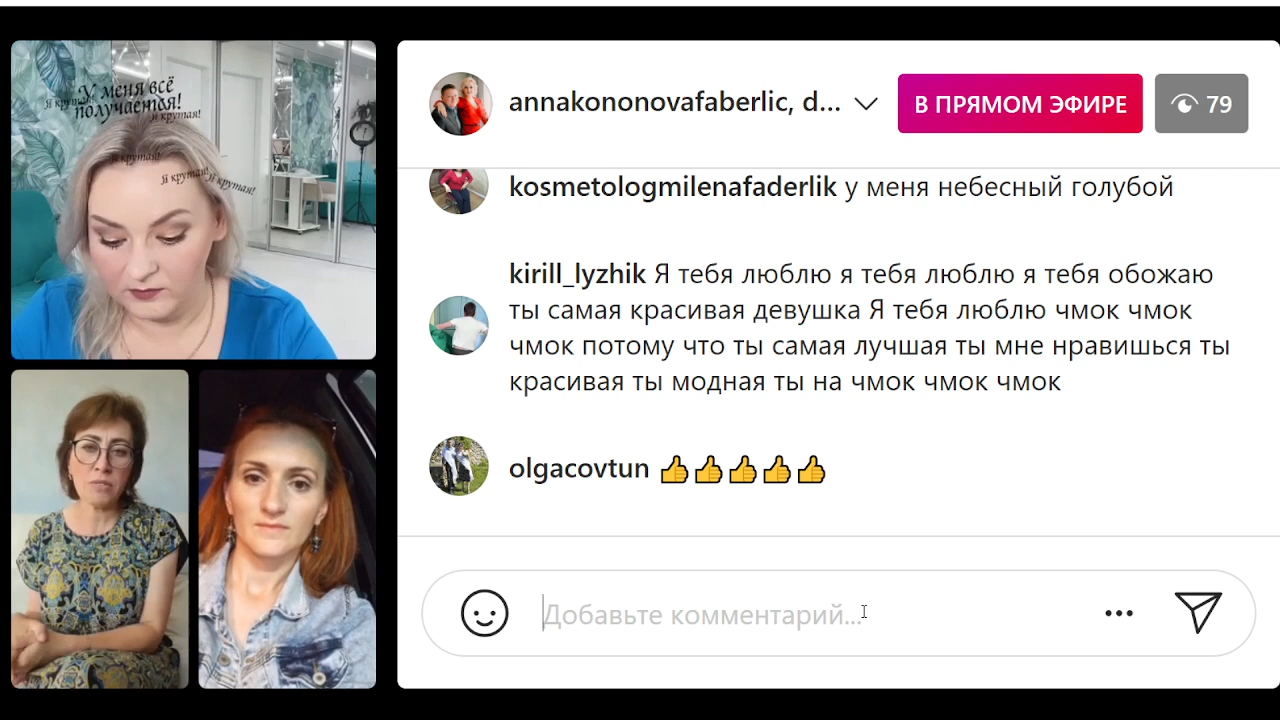 У меня всё
получается!
Я крутая!
Я крутая!
Я крутая!
Я крутая!
Я крутая!
annakononovafaberlic, d...
В ПРЯМОМ ЭФИРЕ
79
kosmetologmilenafaderlik у меня небесный голубой
kirill_lyzhik Я тебя люблю я тебя люблю я тебя обожаю
ты самая красивая девушка Я тебя люблю чмок чмок
чмок потому что ты самая лучшая ты мне нравишься ты
красивая ты модная ты на чмок чмок чмок
olgacovtun 👍👍👍👍👍
Добавьте комментарий...